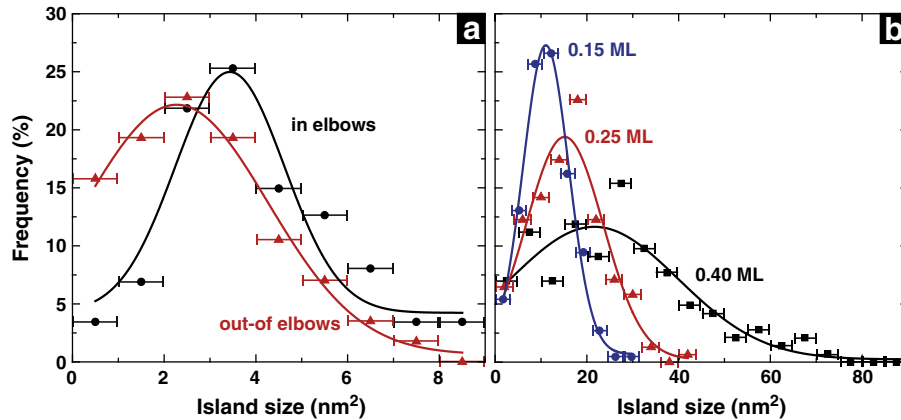 30
25
20
15
10
5
0
Frequency (%)
a
in elbows
out-of elbows
0 2 4 6 8
Island size (nm²)
b
0.15 ML
0.25 ML
0.40 ML
0 20 40 60 80
Island size (nm²)